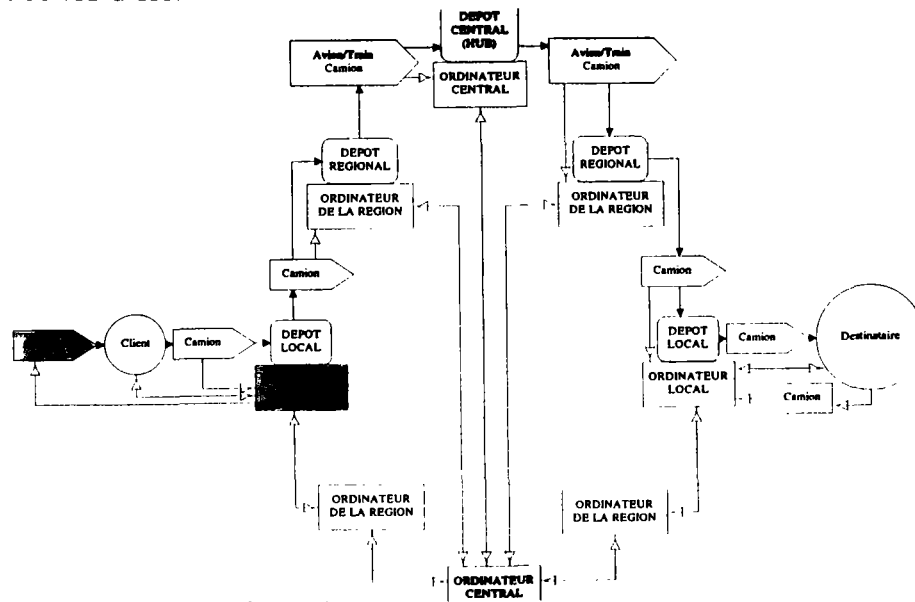 DEPOT
CENTRAL
(HUB)
Avion/Train
Camion
Avion/Train
Camion
ORDINATEUR
CENTRAL
DEPOT
REGIONAL
DEPOT
REGIONAL
ORDINATEUR
DE LA REGION
ORDINATEUR
DE LA REGION
Camion
Camion
Client
Camion
DEPOT
LOCAL
DEPOT
LOCAL
Camion
Destinataire
ORDINATEUR
LOCAL
Camion
ORDINATEUR
DE LA REGION
ORDINATEUR
DE LA REGION
ORDINATEUR
CENTRAL